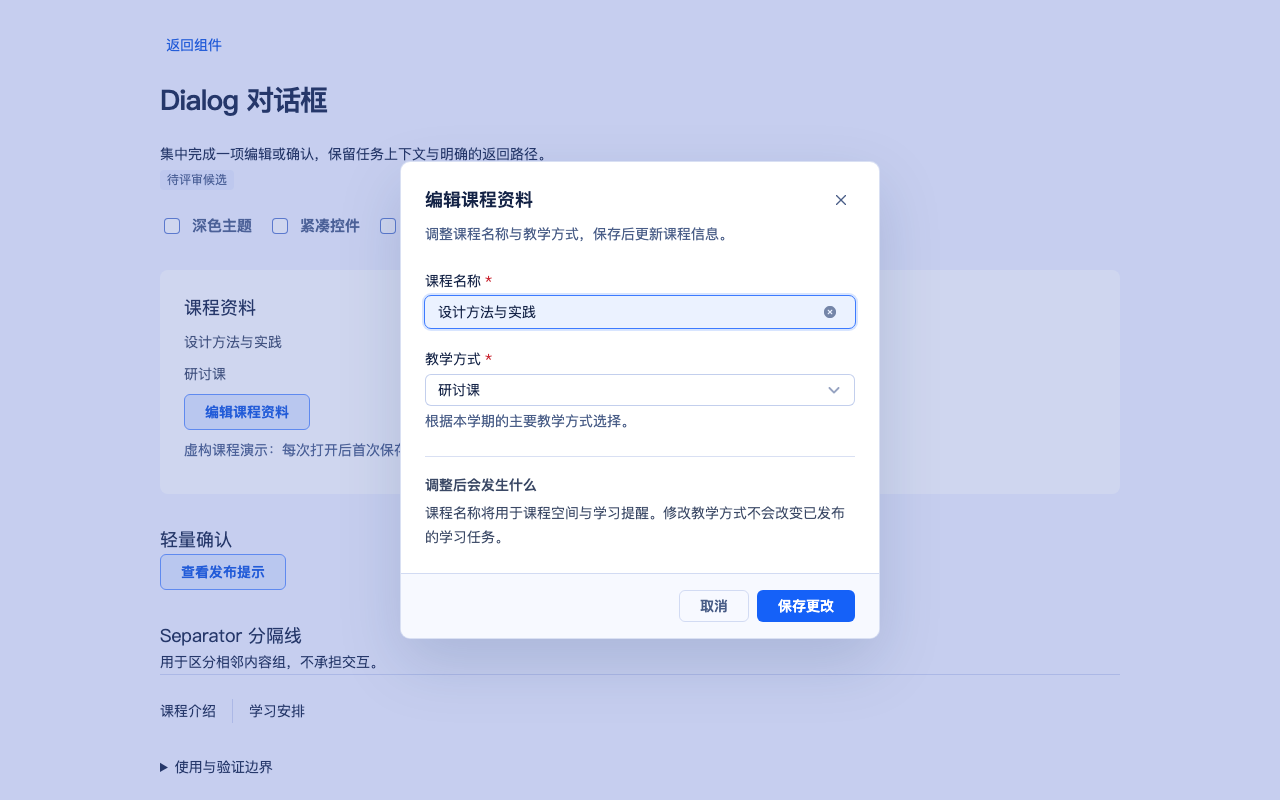 返回组件
Dialog 对话框
集中完成一项编辑或确认，保留任务上下文与明确的返回路径。
待评审候选
深色主题
紧凑控件
课程资料
设计方法与实践
研讨课
编辑课程资料
虚构课程演示：每次打开后首次保存
轻量确认
查看发布提示
Separator 分隔线
用于区分相邻内容组，不承担交互。
课程介绍
学习安排
使用与验证边界
编辑课程资料
调整课程名称与教学方式，保存后更新课程信息。
课程名称 *
设计方法与实践
教学方式 *
研讨课
根据本学期的主要教学方式选择。
调整后会发生什么
课程名称将用于课程空间与学习提醒。修改教学方式不会改变已发布
的学习任务。
取消
保存更改